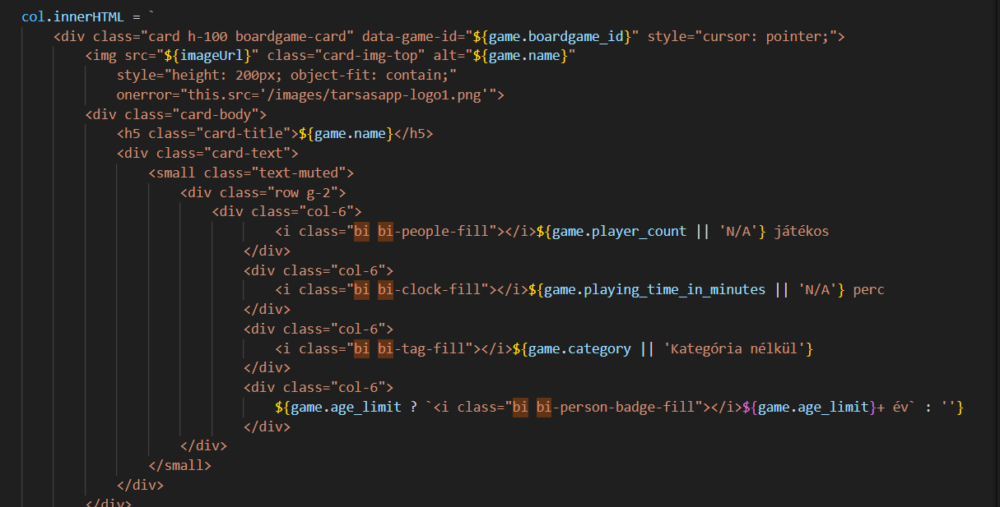 col.innerHTML = `
<div class="card h-100 boardgame-card" data-game-id="${game.boardgame_id}" style="cursor: pointer;">
<img src="${imageUrl}" class="card-img-top" alt="${game.name}"
style="height: 200px; object-fit: contain;"
onerror="this.src='/images/tarsasapp-logo1.png'">
<div class="card-body">
<h5 class="card-title">${game.name}</h5>
<div class="card-text">
<small class="text-muted">
<div class="row g-2">
<div class="col-6">
<i class="bi bi-people-fill"></i>${game.player_count || 'N/A'} játékos
</div>
<div class="col-6">
<i class="bi bi-clock-fill"></i>${game.playing_time_in_minutes || 'N/A'} perc
</div>
<div class="col-6">
<i class="bi bi-tag-fill"></i>${game.category || 'Kategória nélkül'}
</div>
<div class="col-6">
${game.age_limit ? `<i class="bi bi-person-badge-fill"></i>${game.age_limit}+ év` : ''}
</div>
</div>
</small>
</div>
</div>